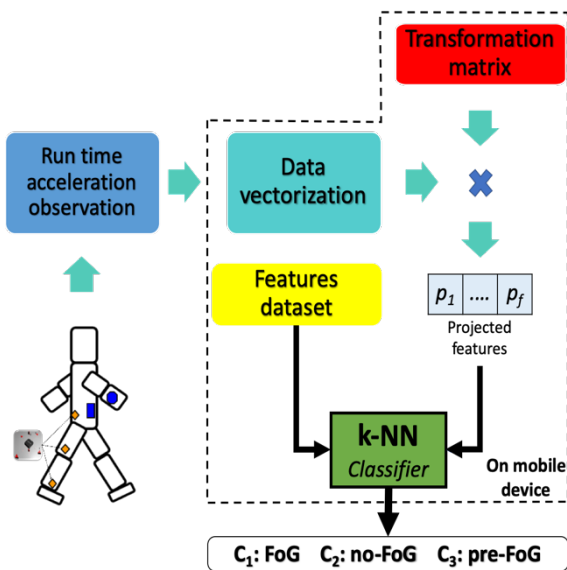 Transformation
matrix
Run time
acceleration
observation
Data
vectorization
Features
dataset
p1 .... pf
Projected
features
k-NN
Classifier
On mobile
device
C1: FoG C2: no-FoG C3: pre-FoG